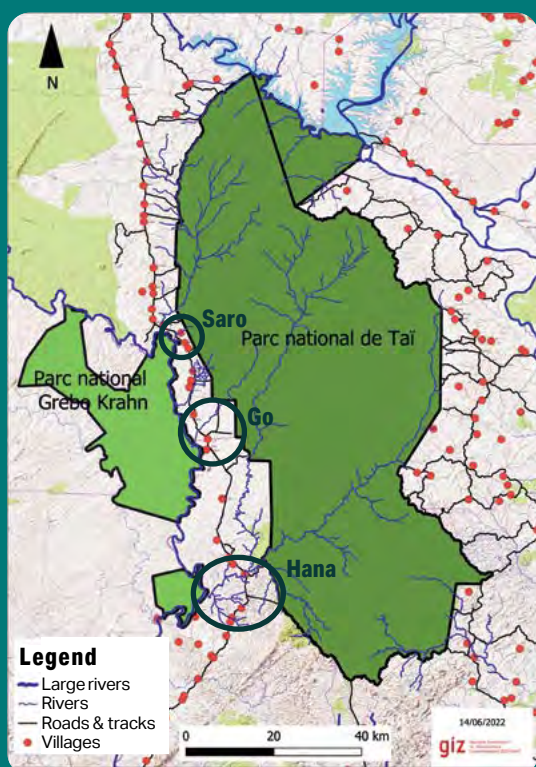 N
Saro
Parc national de Taï
Parc national
Grebo Krahn
Go
Hana
Legend
Large rivers
Rivers
Roads & tracks
Villages
0 20 40 km
14/06/2022
giz